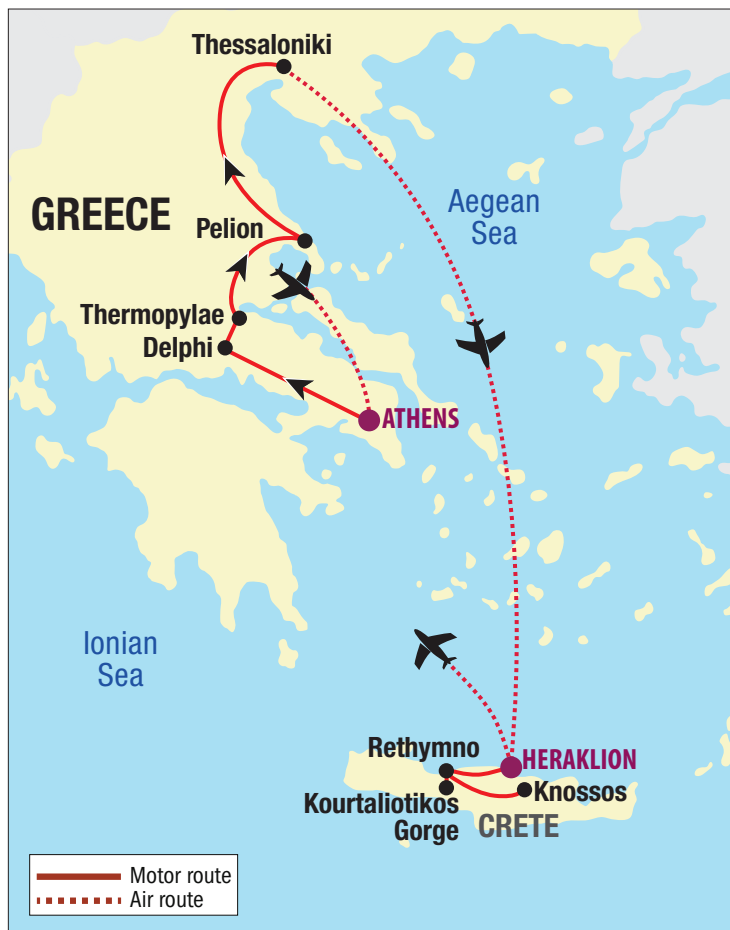 Thessaloniki
GREECE
Aegean
Sea
Pelion
Thermopylae
Delphi
ATHENS
Ionian
Sea
Rethymno
HERAKLION
Kourtaliotikos
Gorge
Knossos
CRETE
Motor route
Air route